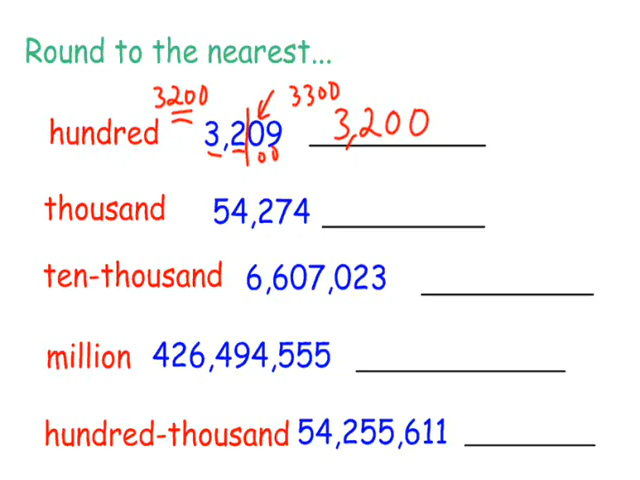 Round to the nearest...
3200 3300
hundred 3,209 3,200
00
thousand 54,274
ten-thousand 6,607,023
million 426,494,555
hundred-thousand 54,255,611